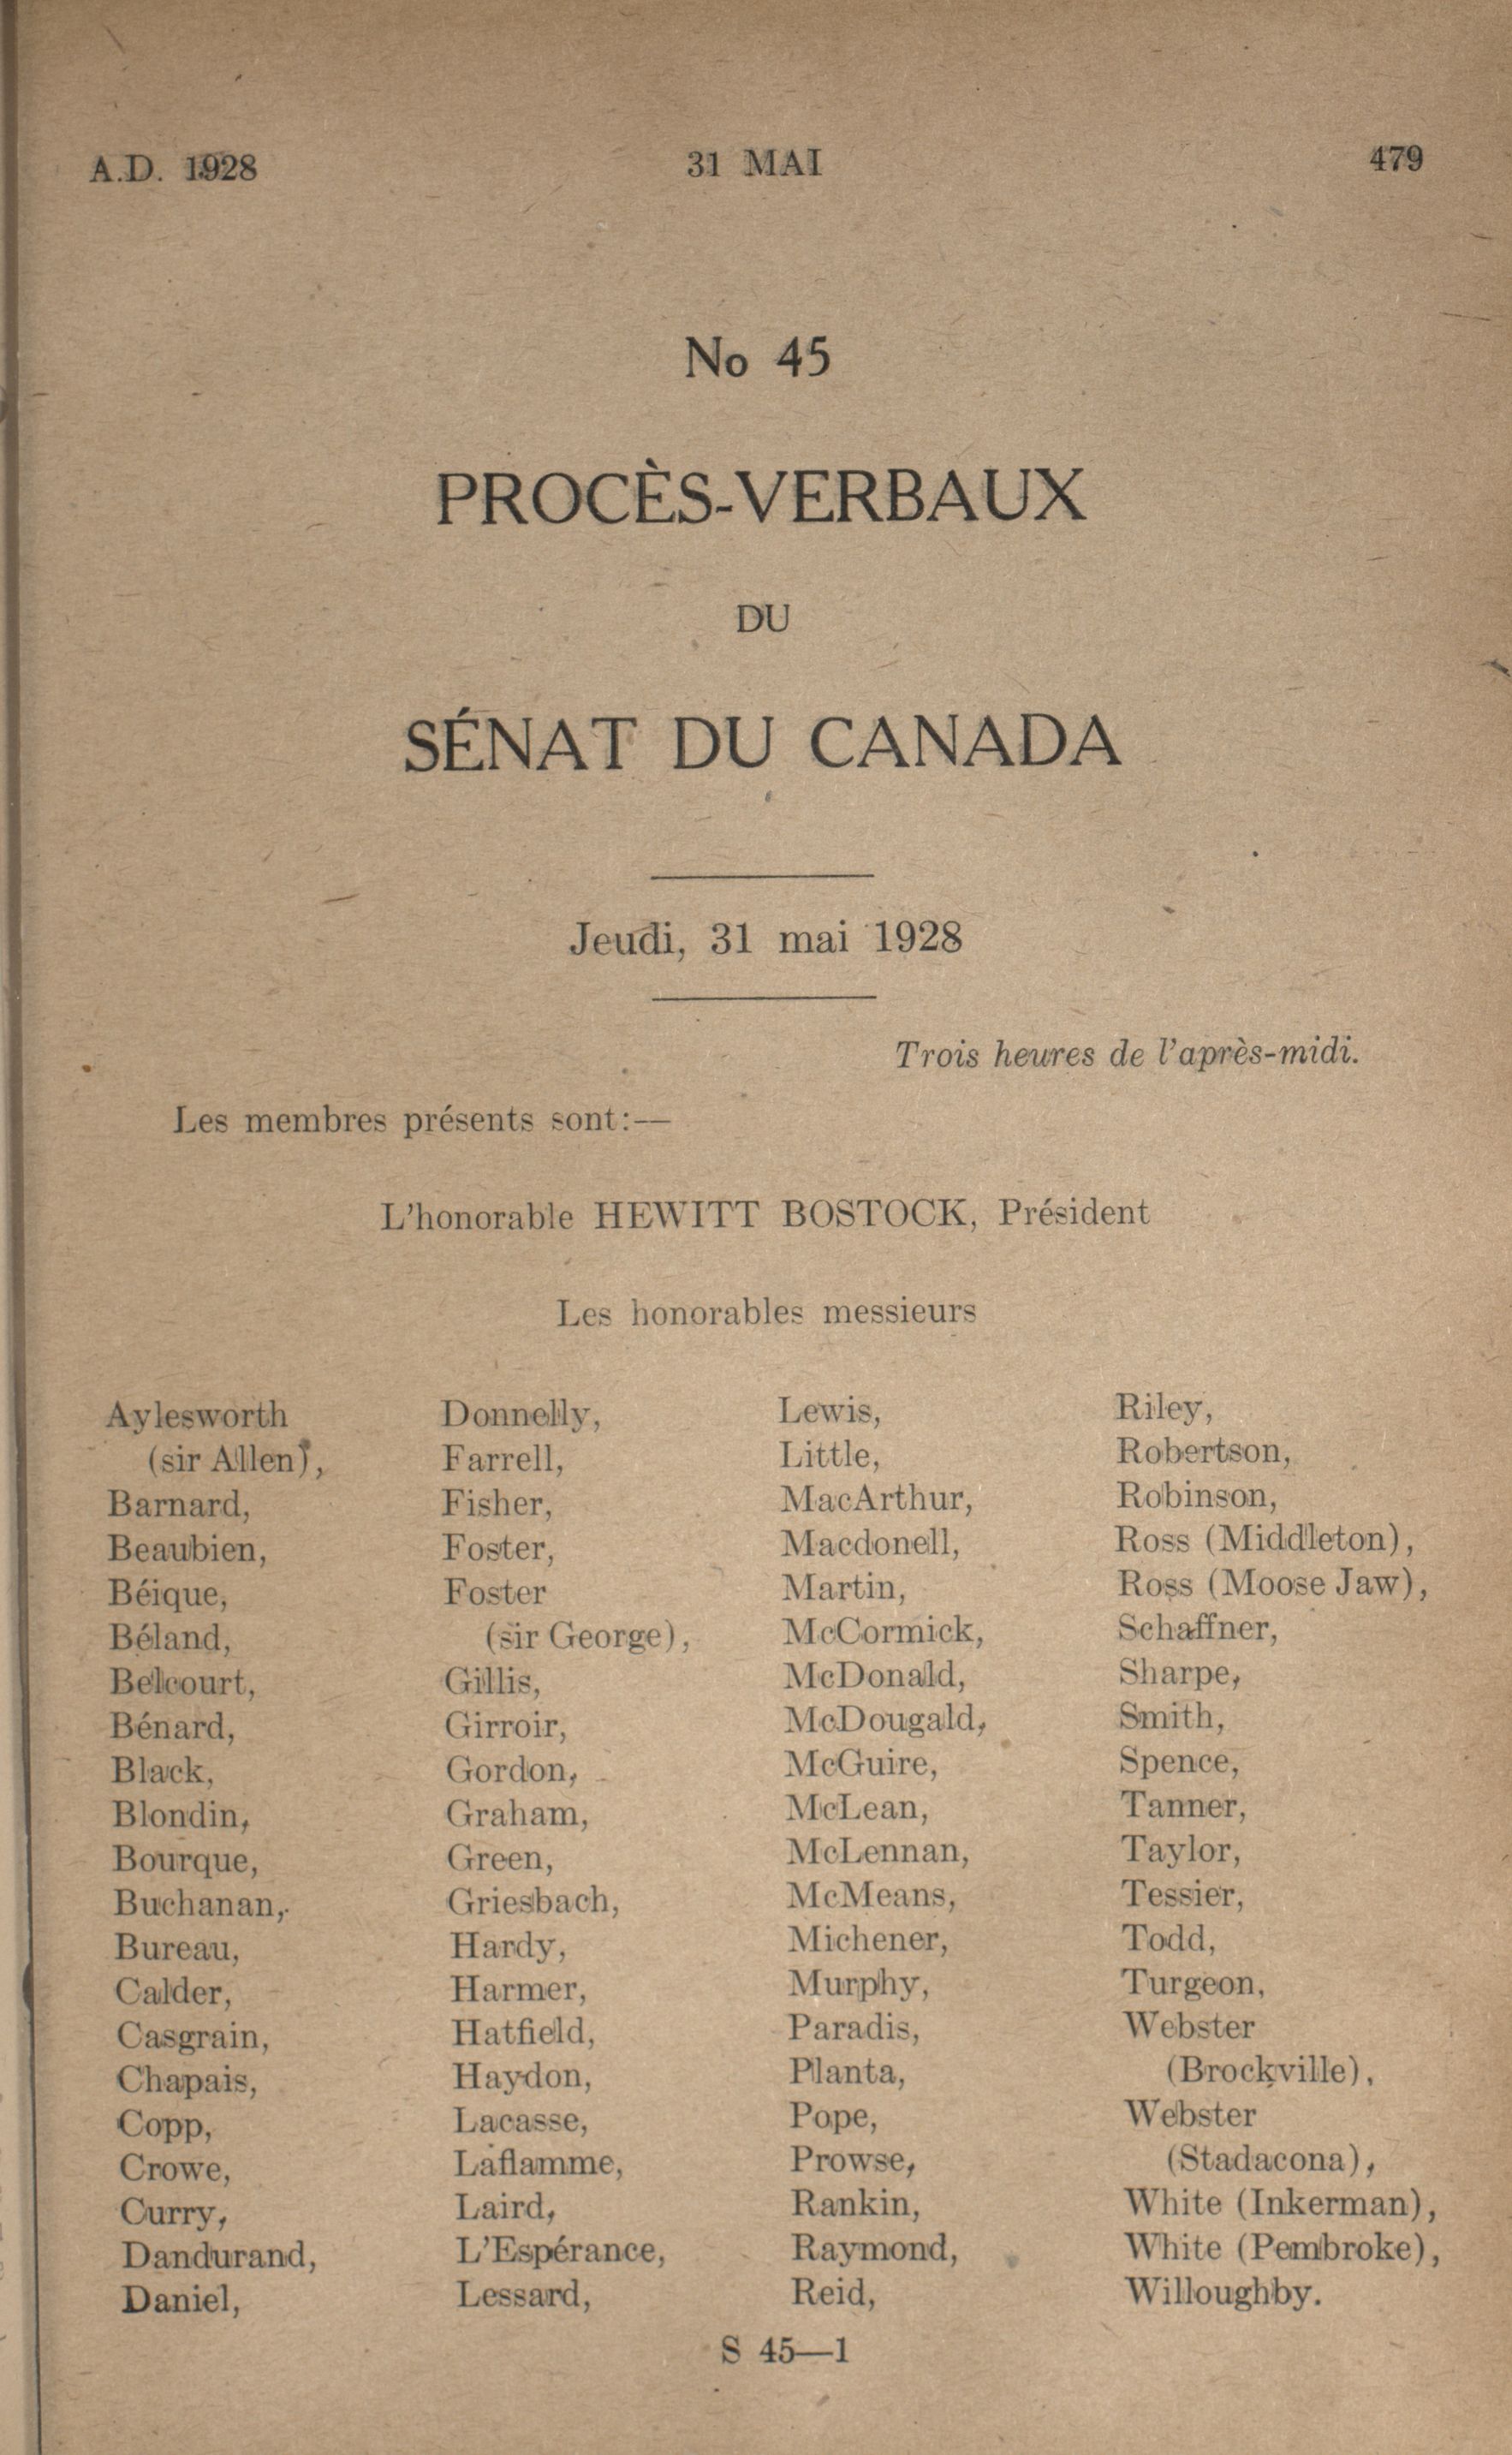 A.D. 1928 31 MAI 479
No 45
PROCÈS-VERBAUX
DU
SÉNAT DU CANADA
Jeudi, 31 mai 1928
Trois heures de l'après-midi.
Les membres présents sont:—
L'honorable HEWITT BOSTOCK, Président
Les honorables messieurs
Aylesworth
(sir Allen),
Barnard,
Beaubien,
Béique,
Béland,
Belcourt,
Bénard,
Black,
Blondin,
Bourque,
Buchanan,
Bureau,
Calder,
Casgrain,
Chapais,
Copp,
Crowe,
Curry,
Dandurand,
Daniel,
Donnelly,
Farrell,
Fisher,
Foster,
Foster
(sir George),
Gillis,
Girroir,
Gordon,
Graham,
Green,
Griesbach,
Hardy,
Harmer,
Hatfield,
Haydon,
Lacasse,
Laflamme,
Laird,
L'Espérance,
Lessard,
Lewis,
Little,
MacArthur,
Macdonell,
Martin,
McCormick,
McDonald,
McDougald,
McGuire,
McLean,
McLennan,
McMeans,
Michener,
Murphy,
Paradis,
Planta,
Pope,
Prowse,
Rankin,
Raymond,
Reid,
Riley,
Robertson,
Robinson,
Ross (Middleton),
Ross (Moose Jaw),
Schaffner,
Sharpe,
Smith,
Spence,
Tanner,
Taylor,
Tessier,
Todd,
Turgeon,
Webster
(Brockville),
Webster
(Stadacona),
White (Inkerman),
White (Pembroke),
Willoughby.
S 45—1